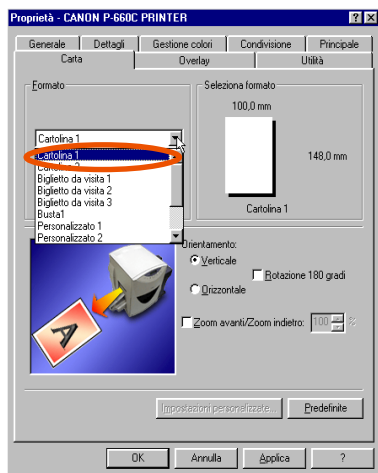 Proprietà - CANON P-660C PRINTER
Generale Dettagli Gestione colori Condivisione Principale
Carta Overlay Utilità
Formato
Seleziona formato
100,0 mm
Cartolina 1
148,0 mm
Cartolina 1
Cartolina 2
Biglietto da visita 1
Biglietto da visita 2
Biglietto da visita 3
Busta1
Personalizzato 1
Personalizzato 2
Cartolina 1
Orientamento:
Verticale
Rotazione 180 gradi
Orizzontale
Zoom avanti/Zoom indietro: 100 %
A
Impostazioni personalizzate... Predefinite
OK Annulla Applica ?